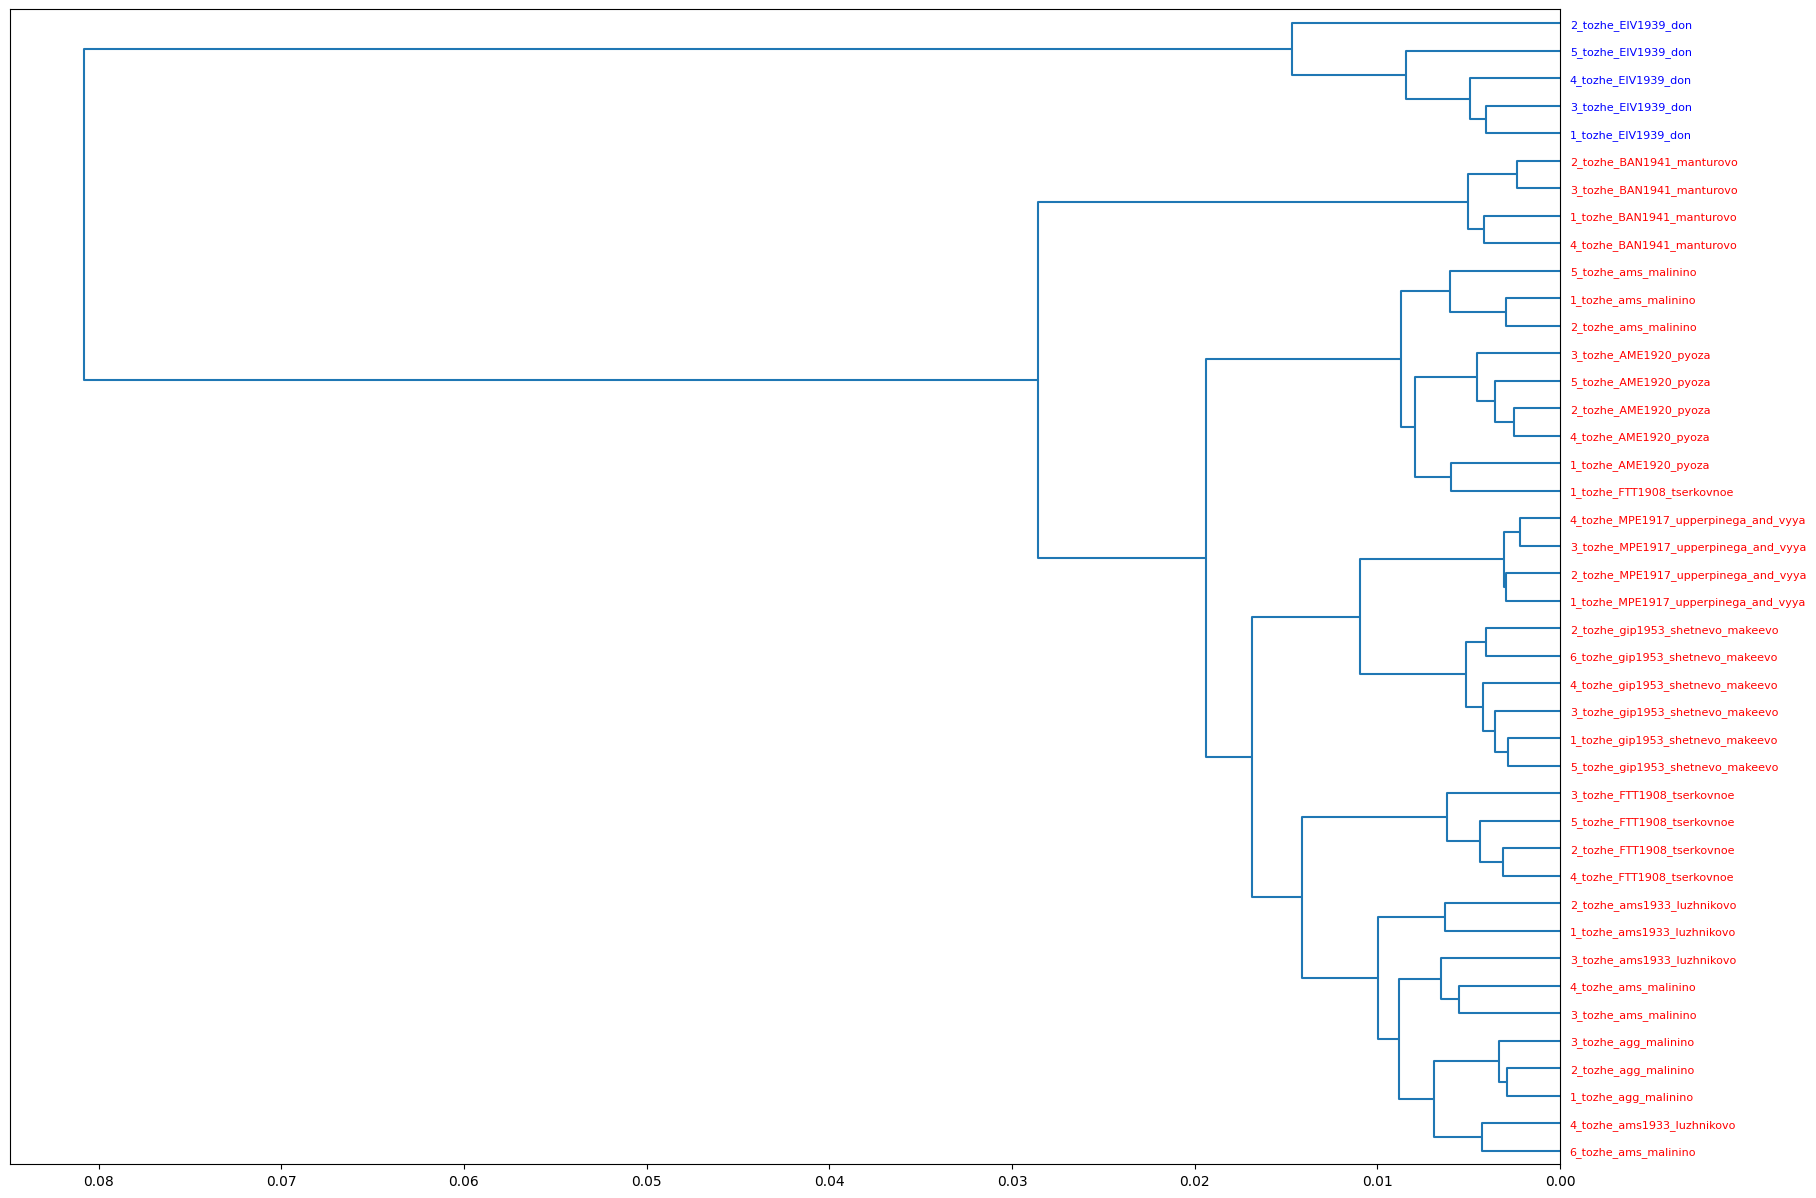 2_tozhe_EIV1939_don
5_tozhe_EIV1939_don
4_tozhe_EIV1939_don
3_tozhe_EIV1939_don
1_tozhe_EIV1939_don
2_tozhe_BAN1941_manturovo
3_tozhe_BAN1941_manturovo
1_tozhe_BAN1941_manturovo
4_tozhe_BAN1941_manturovo
5_tozhe_ams_malinino
1_tozhe_ams_malinino
2_tozhe_ams_malinino
3_tozhe_AME1920_pyoza
5_tozhe_AME1920_pyoza
2_tozhe_AME1920_pyoza
4_tozhe_AME1920_pyoza
1_tozhe_AME1920_pyoza
1_tozhe_FTT1908_tserkovnoe
4_tozhe_MPE1917_upperpinega_and_vyya
3_tozhe_MPE1917_upperpinega_and_vyya
2_tozhe_MPE1917_upperpinega_and_vyya
1_tozhe_MPE1917_upperpinega_and_vyya
2_tozhe_gip1953_shetnevo_makeevo
6_tozhe_gip1953_shetnevo_makeevo
4_tozhe_gip1953_shetnevo_makeevo
3_tozhe_gip1953_shetnevo_makeevo
1_tozhe_gip1953_shetnevo_makeevo
5_tozhe_gip1953_shetnevo_makeevo
3_tozhe_FTT1908_tserkovnoe
5_tozhe_FTT1908_tserkovnoe
2_tozhe_FTT1908_tserkovnoe
4_tozhe_FTT1908_tserkovnoe
2_tozhe_ams1933_luzhnikovo
1_tozhe_ams1933_luzhnikovo
3_tozhe_ams1933_luzhnikovo
4_tozhe_ams_malinino
3_tozhe_ams_malinino
3_tozhe_agg_malinino
2_tozhe_agg_malinino
1_tozhe_agg_malinino
4_tozhe_ams1933_luzhnikovo
6_tozhe_ams_malinino
0.08 0.07 0.06 0.05 0.04 0.03 0.02 0.01 0.00